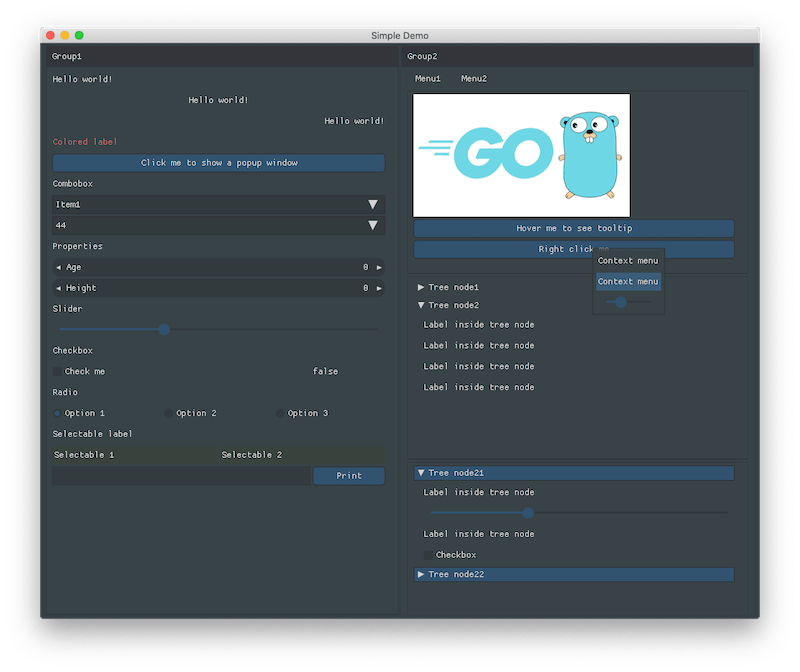 Simple Demo
Group1
Hello world!
Hello world!
Hello world!
Colored label
Click me to show a popup window
Combobox
Item1
44
Properties
Age 0
Height 0
Slider
Checkbox
Check me false
Radio
Option 1 Option 2 Option 3
Selectable label
Selectable 1 Selectable 2
Print
Group2
Menu1 Menu2
GO
Hover me to see tooltip
Right click me
Context menu
Context menu
Tree node1
Tree node2
Label inside tree node
Label inside tree node
Label inside tree node
Label inside tree node
Tree node21
Label inside tree node
Label inside tree node
Checkbox
Tree node22